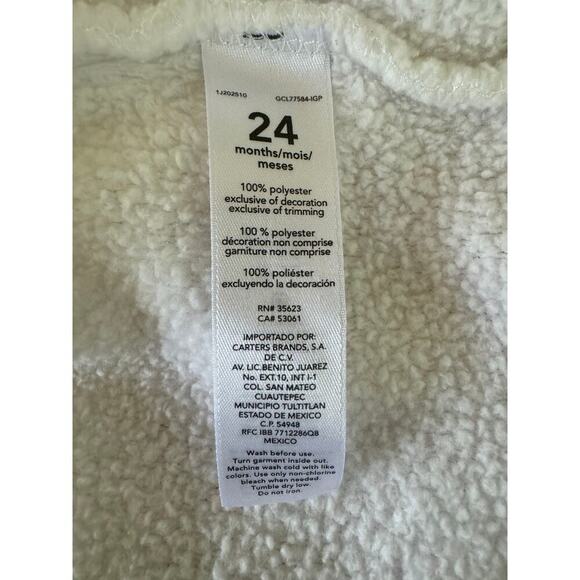 1J202510 GCL77584-IGP
24
months/mois/
meses
100% polyester
exclusive of decoration
exclusive of trimming
100 % polyester
décoration non comprise
garniture non comprise
100% poliéster
excluyendo la decoración
RN# 35623
CA# 53061
IMPORTADO POR:
CARTERS BRANDS, S.A.
DE C.V.
AV. LIC.BENITO JUAREZ
No. EXT.10, INT I-1
COL. SAN MATEO
CUAUTEPEC
MUNICIPIO TULTITLAN
ESTADO DE MEXICO
C.P. 54948
RFC IBB 7712286Q8
MEXICO
Wash before use.
Turn garment inside out.
Machine wash cold with like
colors. Use only non-chlorine
bleach when needed.
Tumble dry low.
Do not iron.